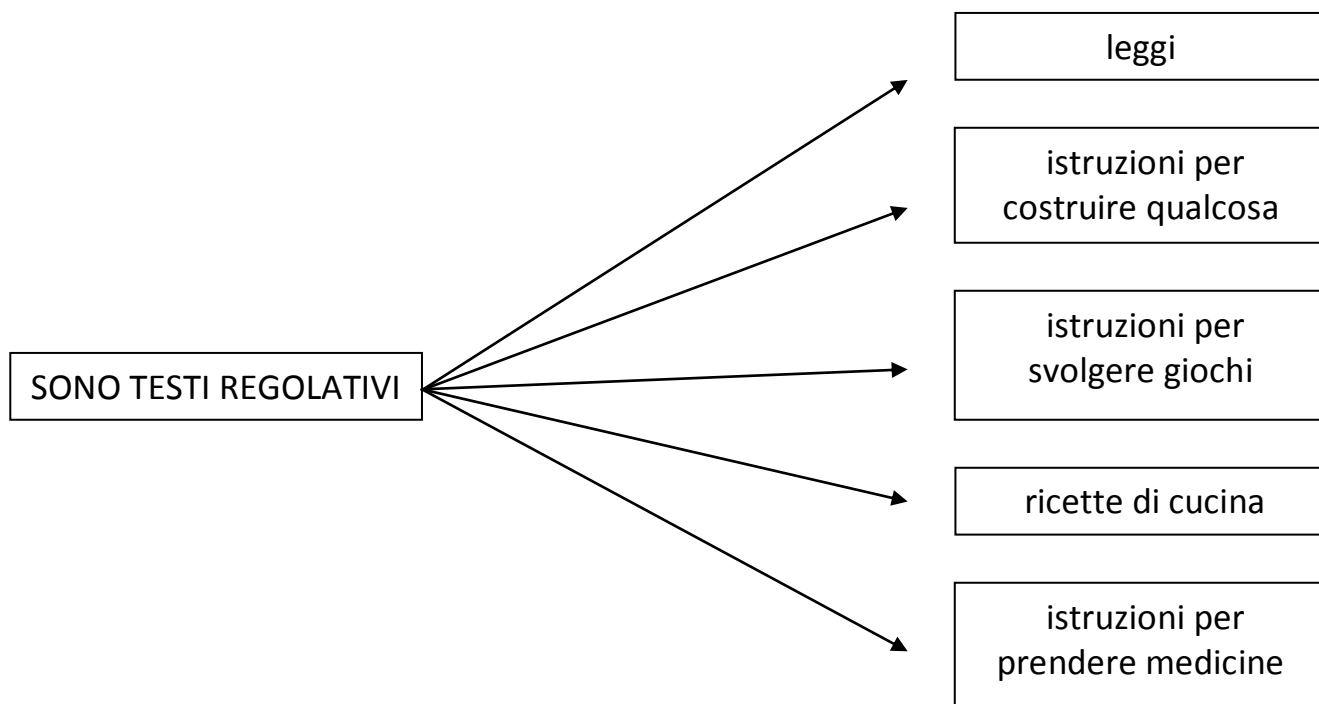 leggi
istruzioni per
costruire qualcosa
istruzioni per
svolgere giochi
SONO TESTI REGOLATIVI
ricette di cucina
istruzioni per
prendere medicine